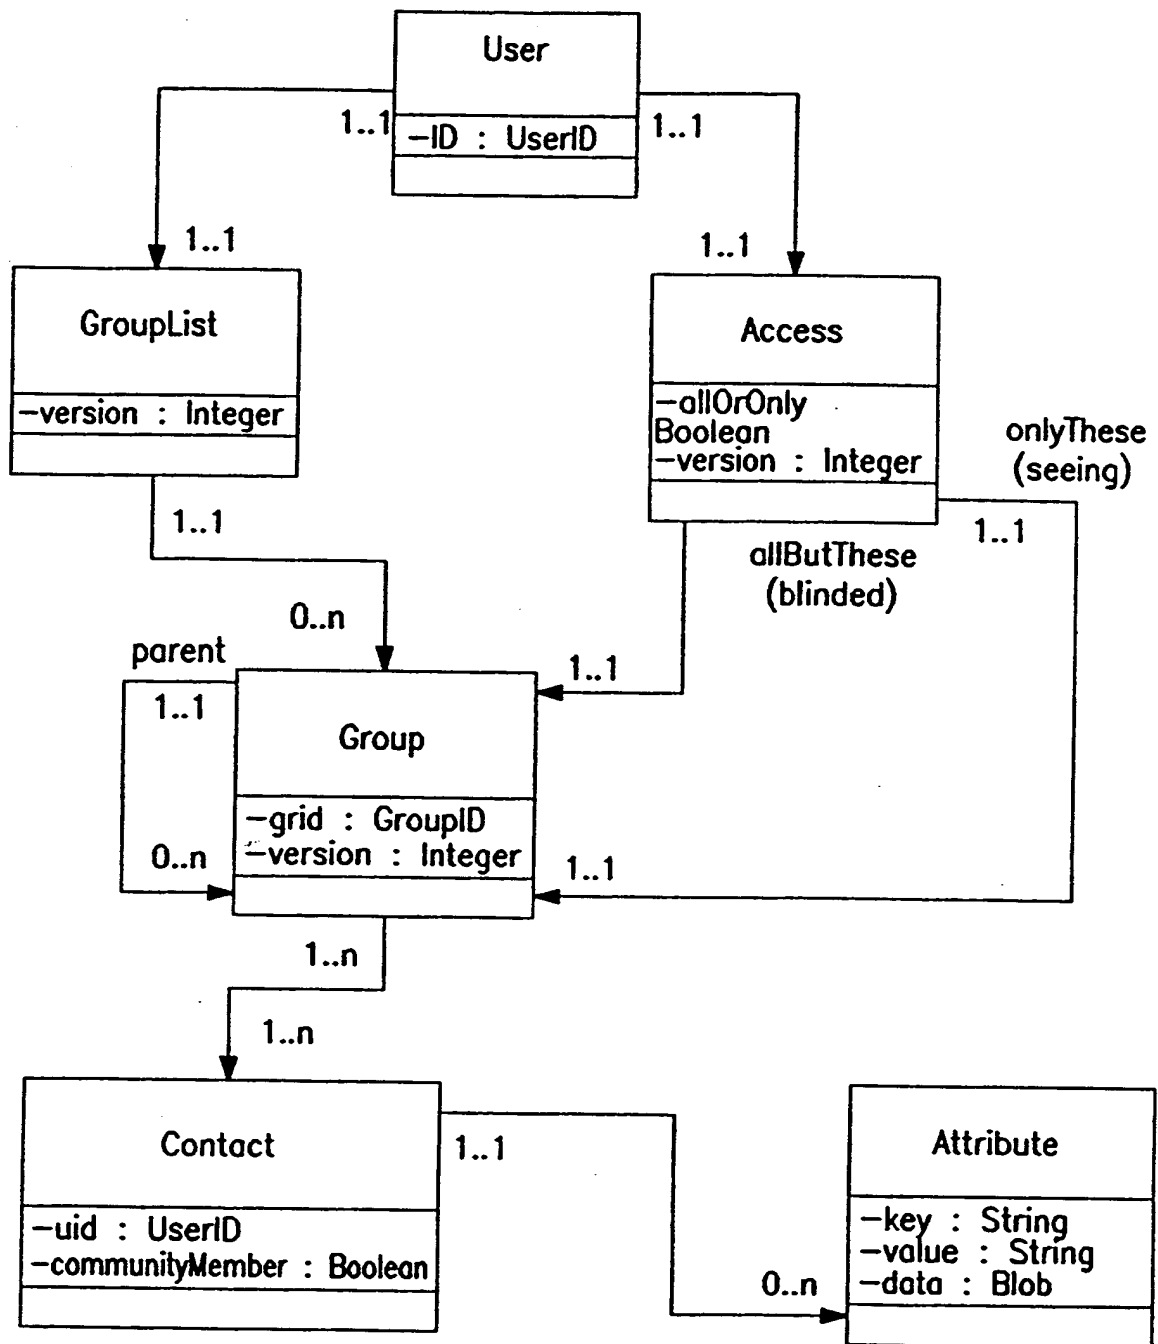 User
1..1
-ID : UserID
1..1
1..1
1..1
GroupList
-version : Integer
Access
-allOrOnly
Boolean
-version : Integer
onlyThese
(seeing)
1..1
1..1
allButThese
(blinded)
0..n
parent
1..1
1..1
Group
-grid : GroupID
-version : Integer
0..n
1..1
1..n
1..n
Contact
-uid : UserID
-communityMember : Boolean
1..1
Attribute
-key : String
-value : String
-data : Blob
0..n